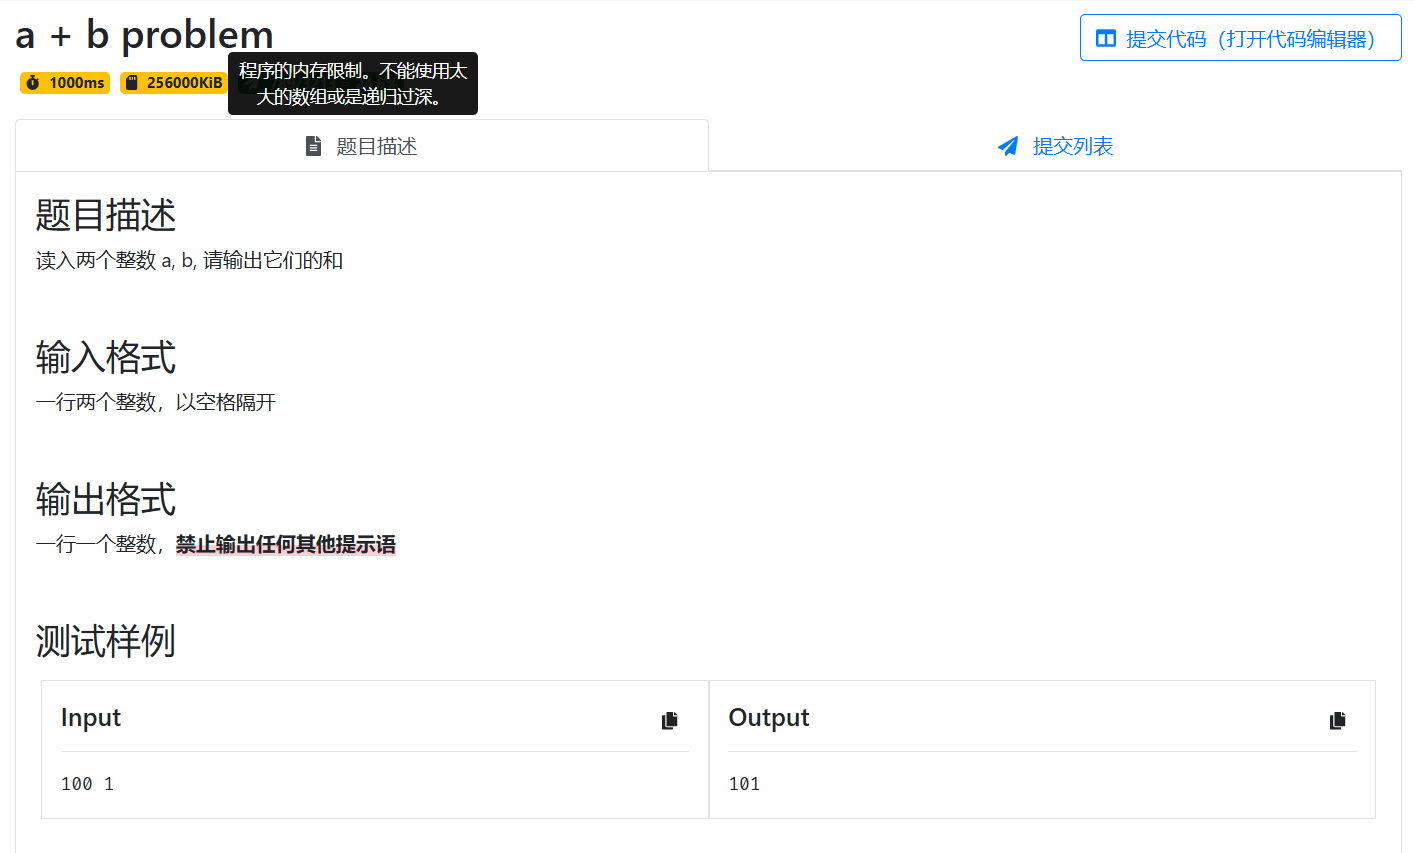 a + b problem
提交代码（打开代码编辑器）
1000ms
256000KiB
程序的内存限制。不能使用太
大的数组或是递归过深。
题目描述
提交列表
题目描述
读入两个整数 a, b, 请输出它们的和
输入格式
一行两个整数，以空格隔开
输出格式
一行一个整数，禁止输出任何其他提示语
测试样例
Input
Output
100 1
101